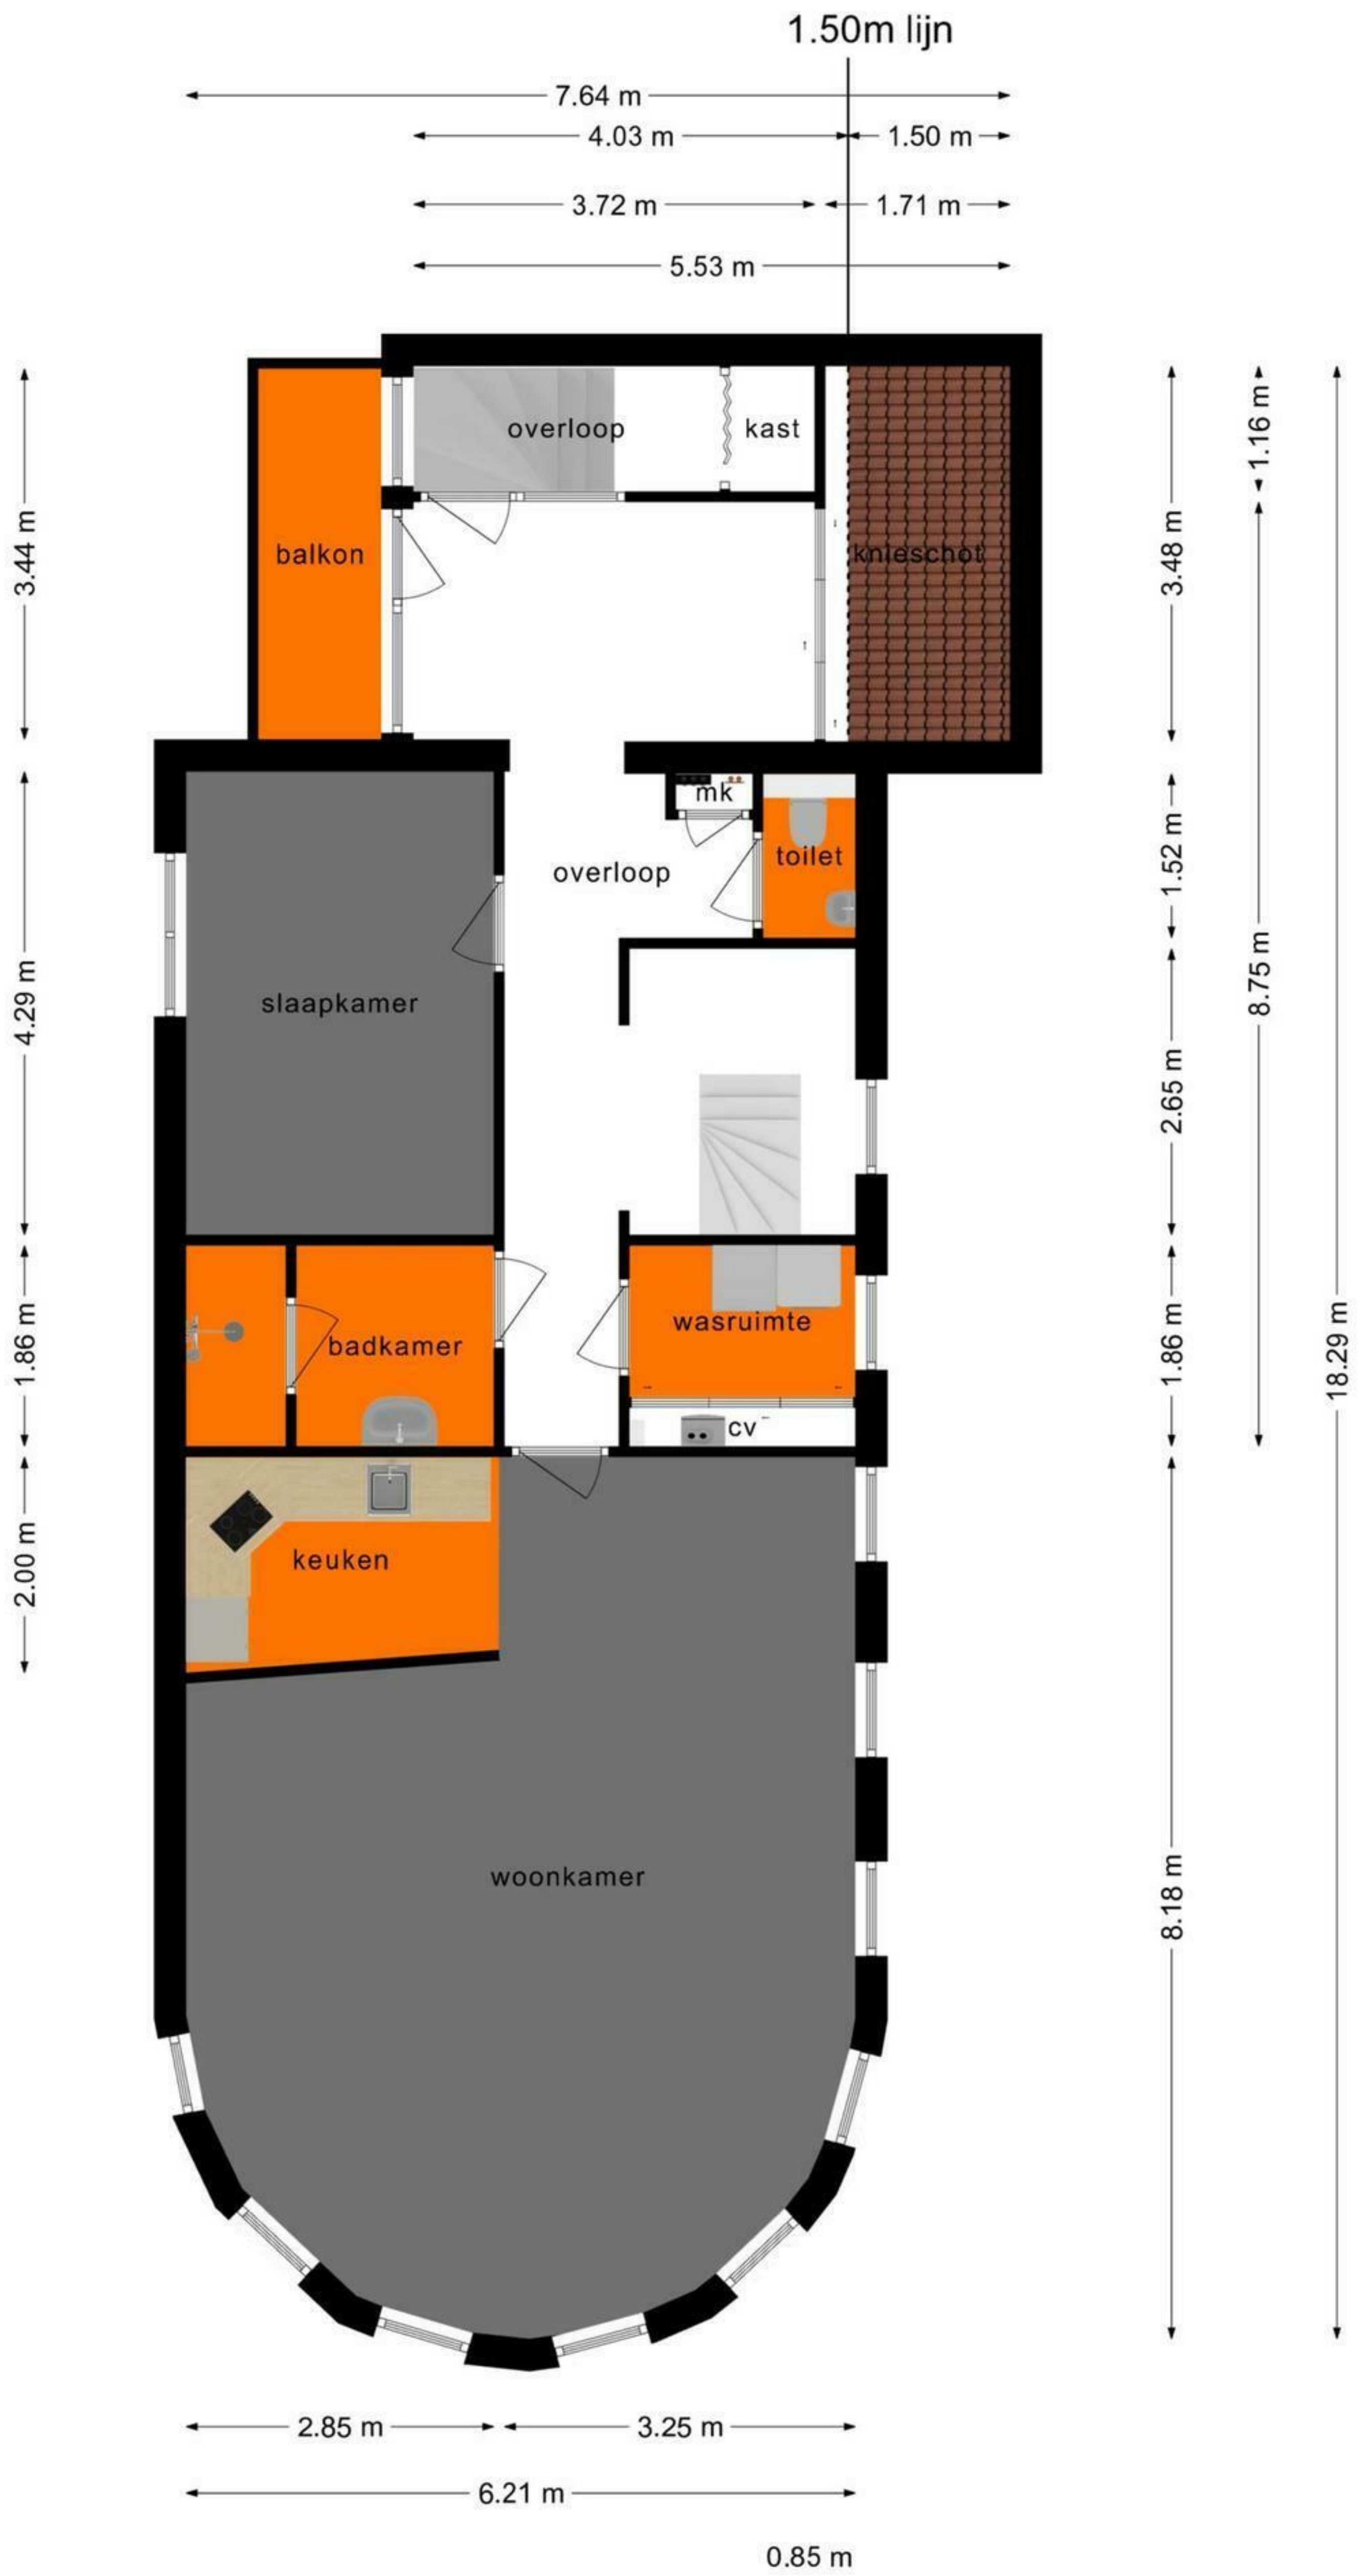 1.50m lijn
7.64 m
4.03 m
1.50 m
3.72 m
1.71 m
5.53 m
overloop
kast
balkon
knieschot
3.44 m
3.48 m
1.16 m
mk
toilet
overloop
slaapkamer
4.29 m
1.52 m
2.65 m
8.75 m
18.29 m
badkamer
wasruimte
cv
1.86 m
1.86 m
keuken
2.00 m
woonkamer
8.18 m
2.85 m
3.25 m
6.21 m
0.85 m